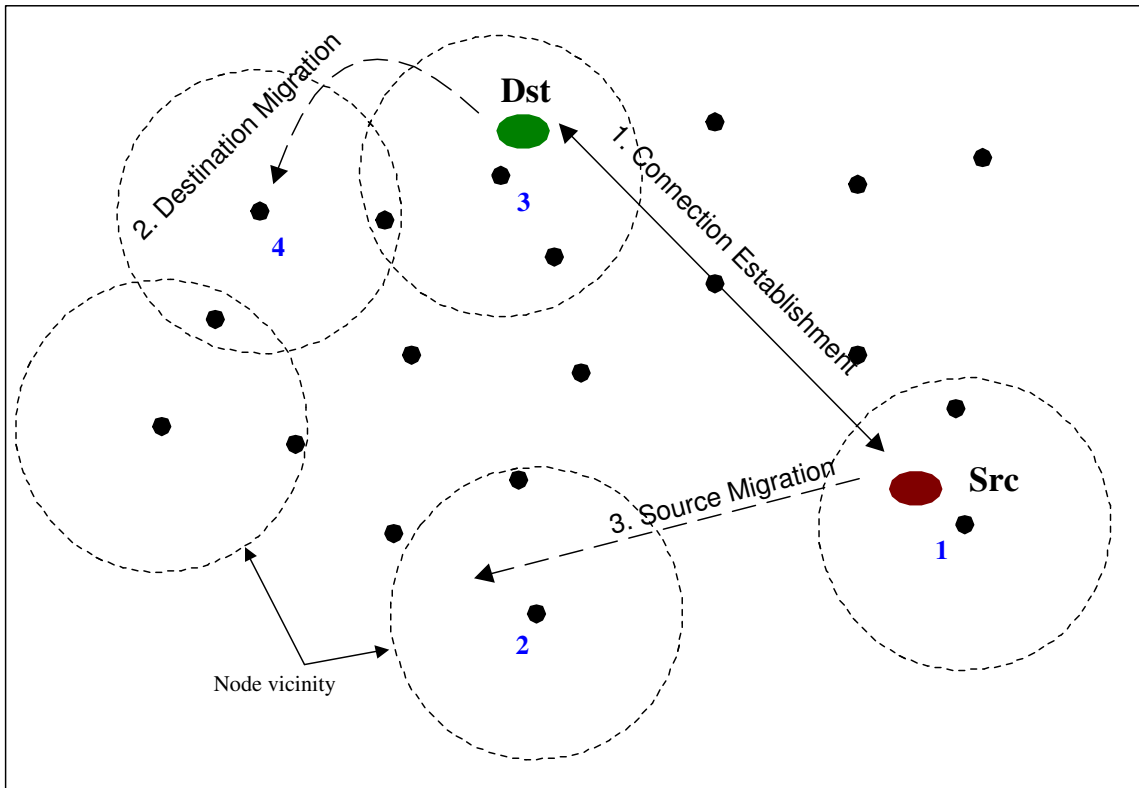 2. Destination Migration
Dst
1. Connection Establishment
3
4
3. Source Migration
Src
1
2
Node vicinity